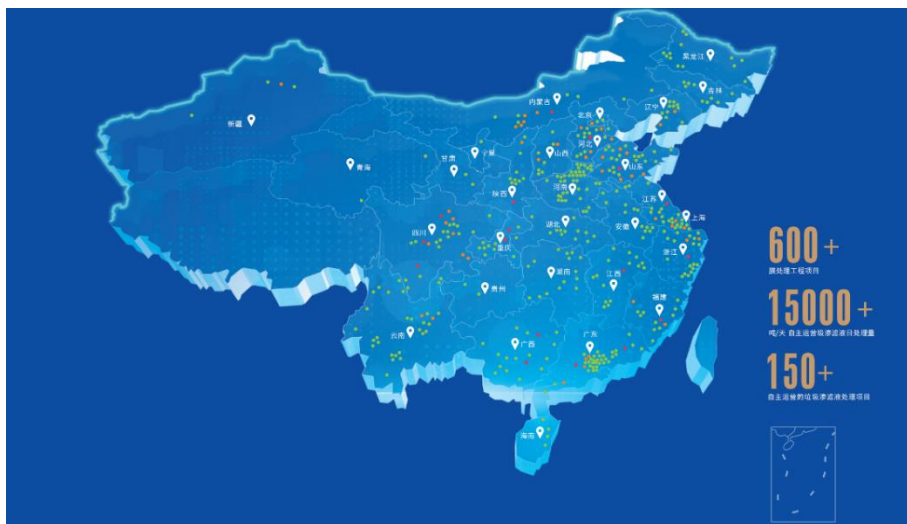 黑龙江
吉林
内蒙古
辽宁
北京
新疆
河北
宁夏
山西
甘肃
青海
山东
陕西
河南
江苏
上海
四川
湖北
安徽
重庆
浙江
600+
膜处理工程项目
湖南
江西
贵州
福建
15000+
吨/天 自主运营垃圾渗滤液日处理量
云南
广西
广东
150+
自主运营的垃圾渗滤液处理项目
海南